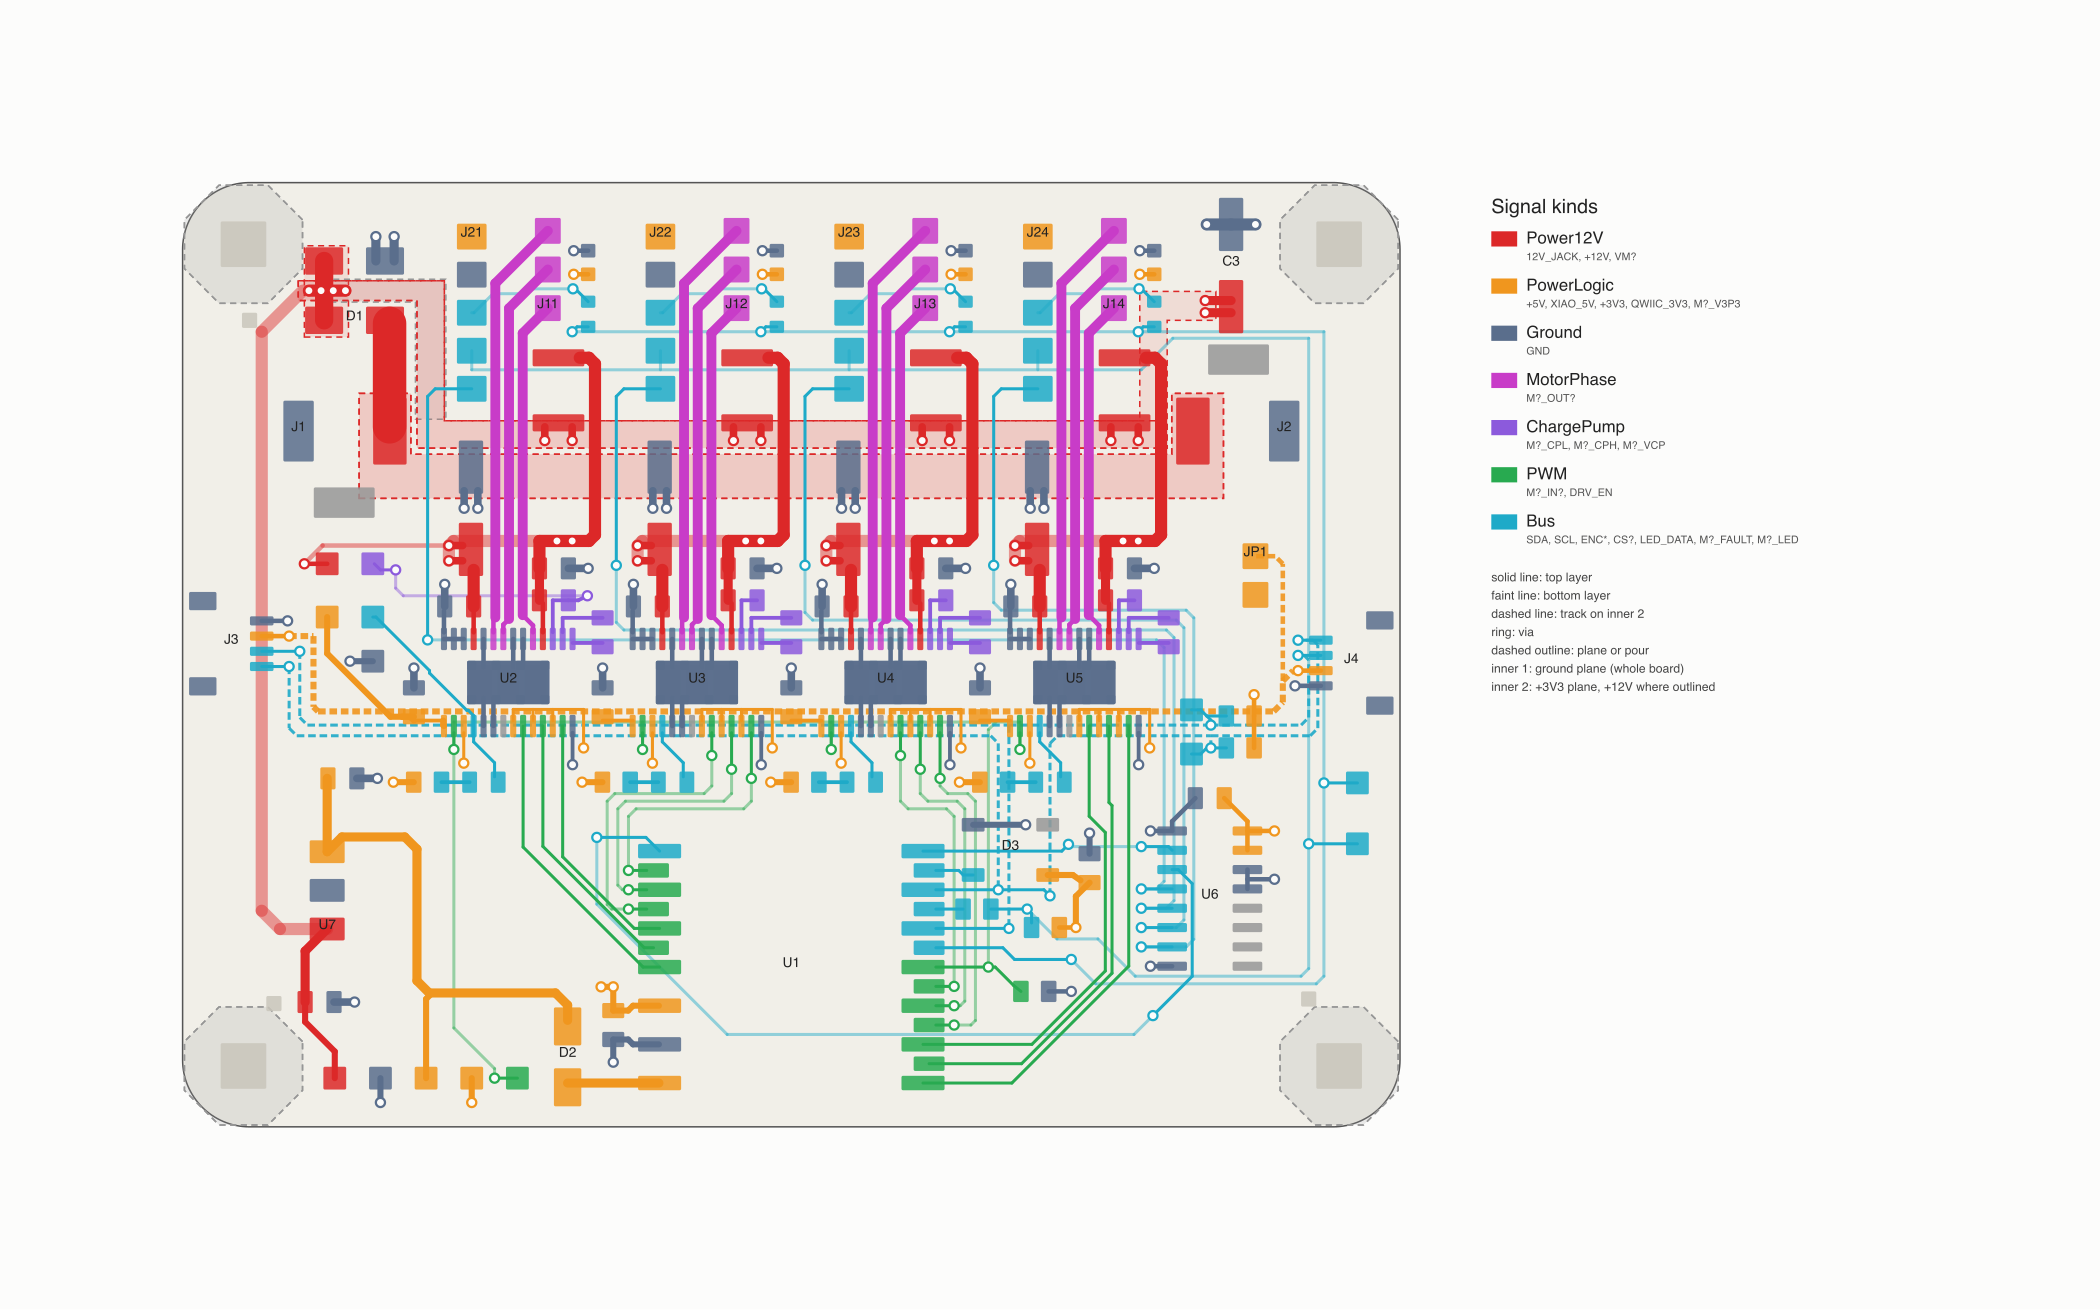 J21
J22
J23
J24
C3
J11
J12
J13
J14
D1
J1
J2
JP1
J3
J4
U2
U3
U4
U5
D3
U6
U7
U1
D2
Signal kinds
Power12V
12V_JACK, +12V, VM?
PowerLogic
+5V, XIAO_5V, +3V3, QWIIC_3V3, M?_V3P3
Ground
GND
MotorPhase
M?_OUT?
ChargePump
M?_CPL, M?_CPH, M?_VCP
PWM
M?_IN?, DRV_EN
Bus
SDA, SCL, ENC*, CS?, LED_DATA, M?_FAULT, M?_LED
solid line: top layer
faint line: bottom layer
dashed line: track on inner 2
ring: via
dashed outline: plane or pour
inner 1: ground plane (whole board)
inner 2: +3V3 plane, +12V where outlined